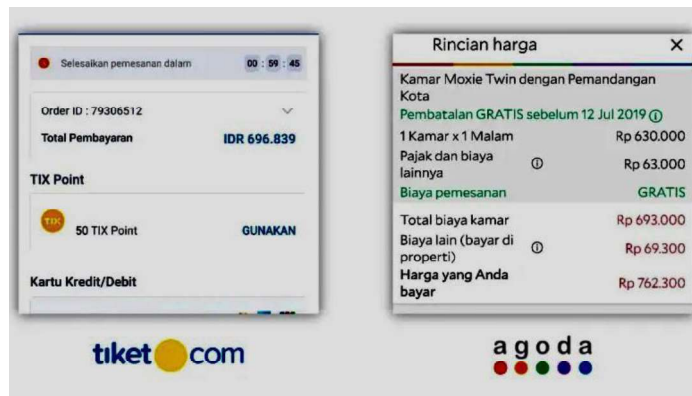 Selesaikan pemesanan dalam 00 : 59 : 45
Order ID : 79306512
Total Pembayaran IDR 696.839
TIX Point
TIX 50 TIX Point GUNAKAN
Kartu Kredit/Debit
tiket com
Rincian harga ×
Kamar Moxie Twin dengan Pemandangan
Kota
Pembatalan GRATIS sebelum 12 Jul 2019
1 Kamar x 1 Malam Rp 630.000
Pajak dan biaya
lainnya Rp 63.000
Biaya pemesanan GRATIS
Total biaya kamar Rp 693.000
Biaya lain (bayar di
properti) Rp 69.300
Harga yang Anda
bayar Rp 762.300
agoda